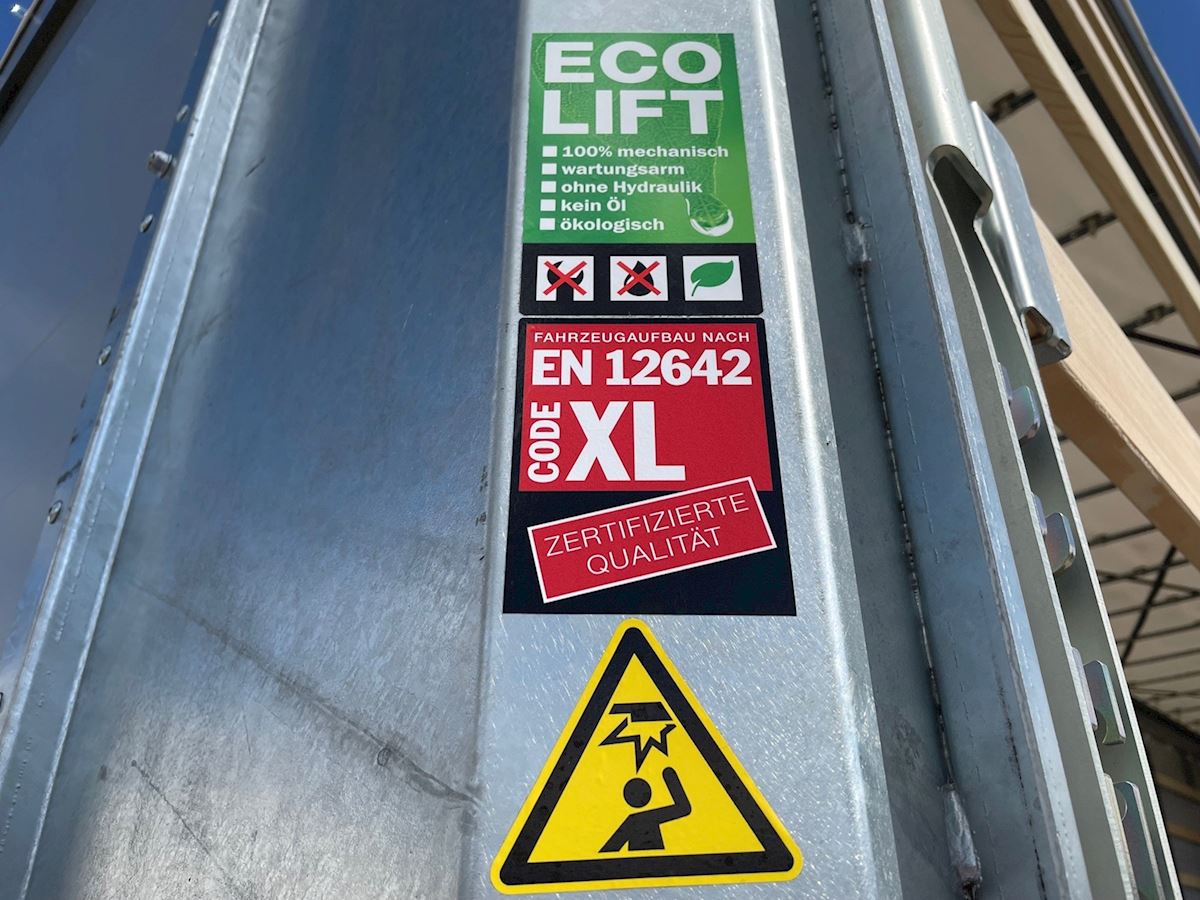 ECO
LIFT
100% mechanisch
wartungsarm
ohne Hydraulik
kein Öl
ökologisch
FAHRZEUGAUFBAU NACH
EN 12642
CODE
XL
ZERTIFIZIERTE
QUALITÄT